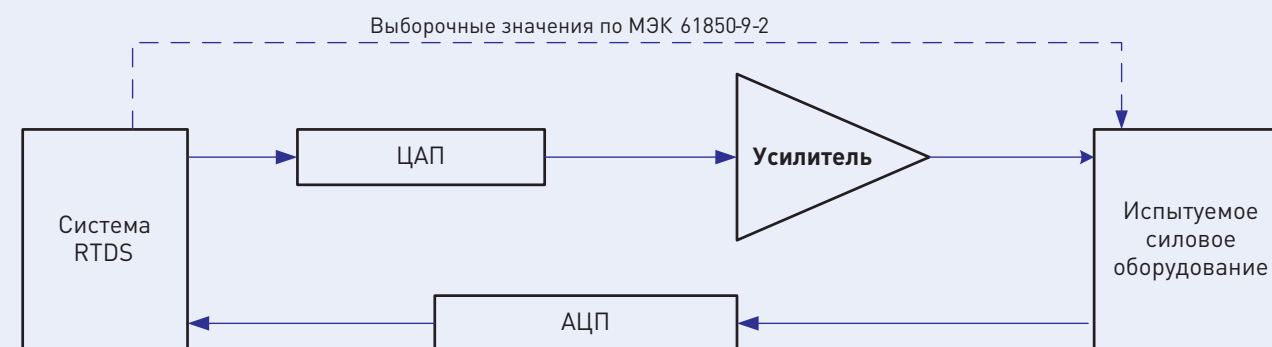 Выборочные значения по МЭК 61850-9-2
ЦАП
Усилитель
Система
RTDS
Испытуемое
силовое
оборудование
АЦП